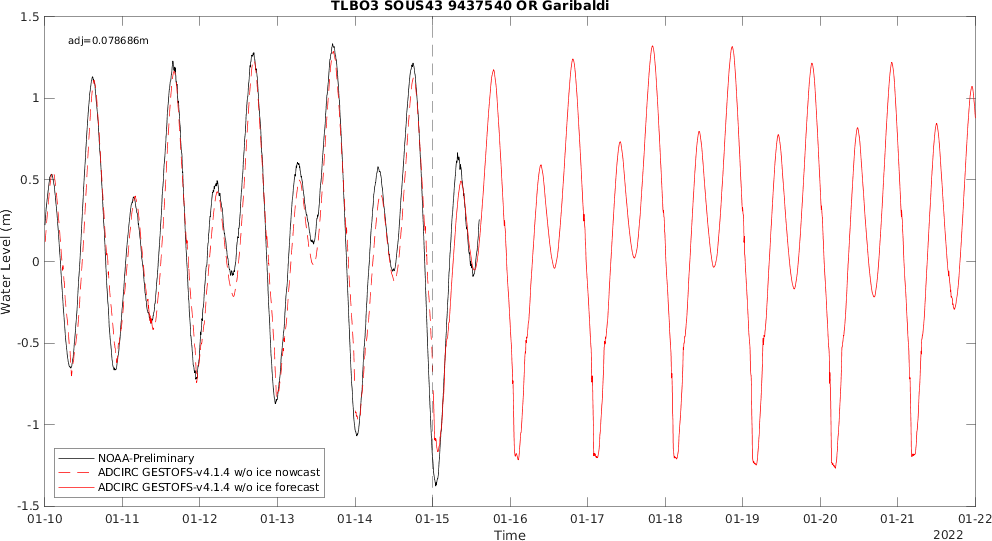 TLBO3 SOUS43 9437540 OR Garibaldi
adj=0.078686m
1.5
1
0.5
0
-0.5
-1
-1.5
Water Level (m)
NOAA-Preliminary
ADCIRC GESTOFS-v4.1.4 w/o ice nowcast
ADCIRC GESTOFS-v4.1.4 w/o ice forecast
01-10 01-11 01-12 01-13 01-14 01-15 01-16 01-17 01-18 01-19 01-20 01-21 01-22
Time
2022